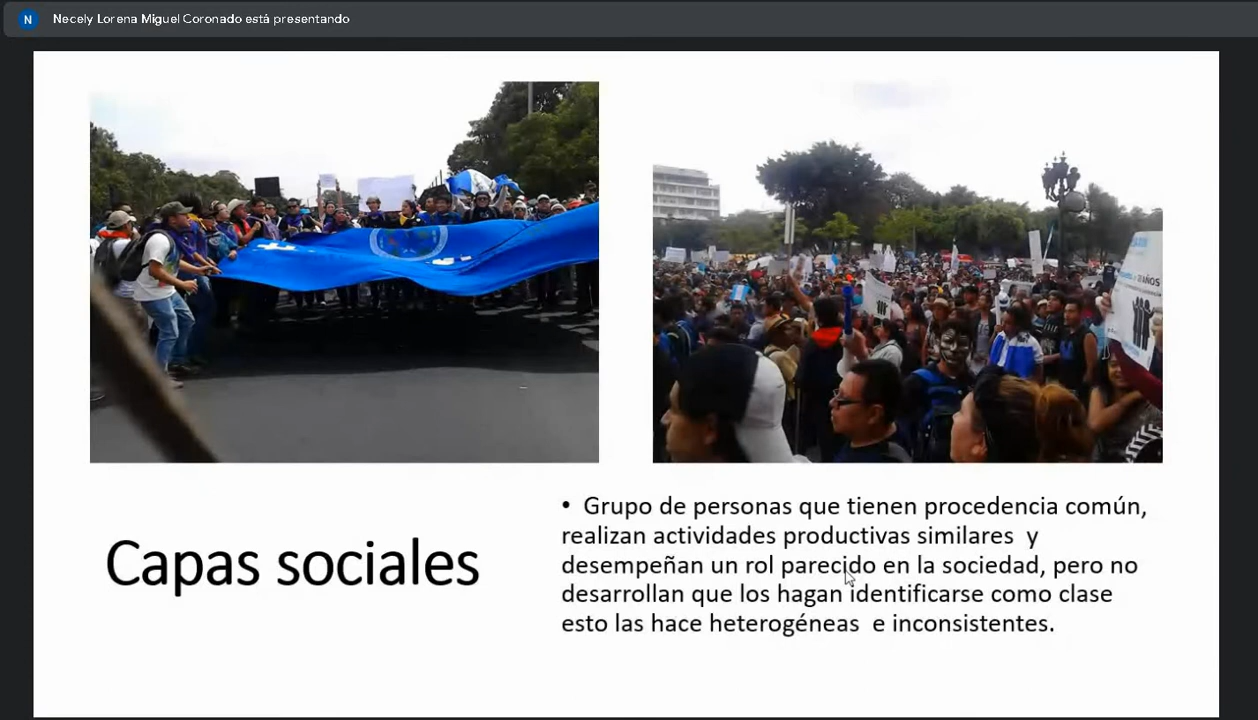 N Necely Lorena Miguel Coronado está presentando
AÑOS
Capas sociales
• Grupo de personas que tienen procedencia común,
realizan actividades productivas similares y
desempeñan un rol parecido en la sociedad, pero no
desarrollan que los hagan identificarse como clase
esto las hace heterogéneas e inconsistentes.